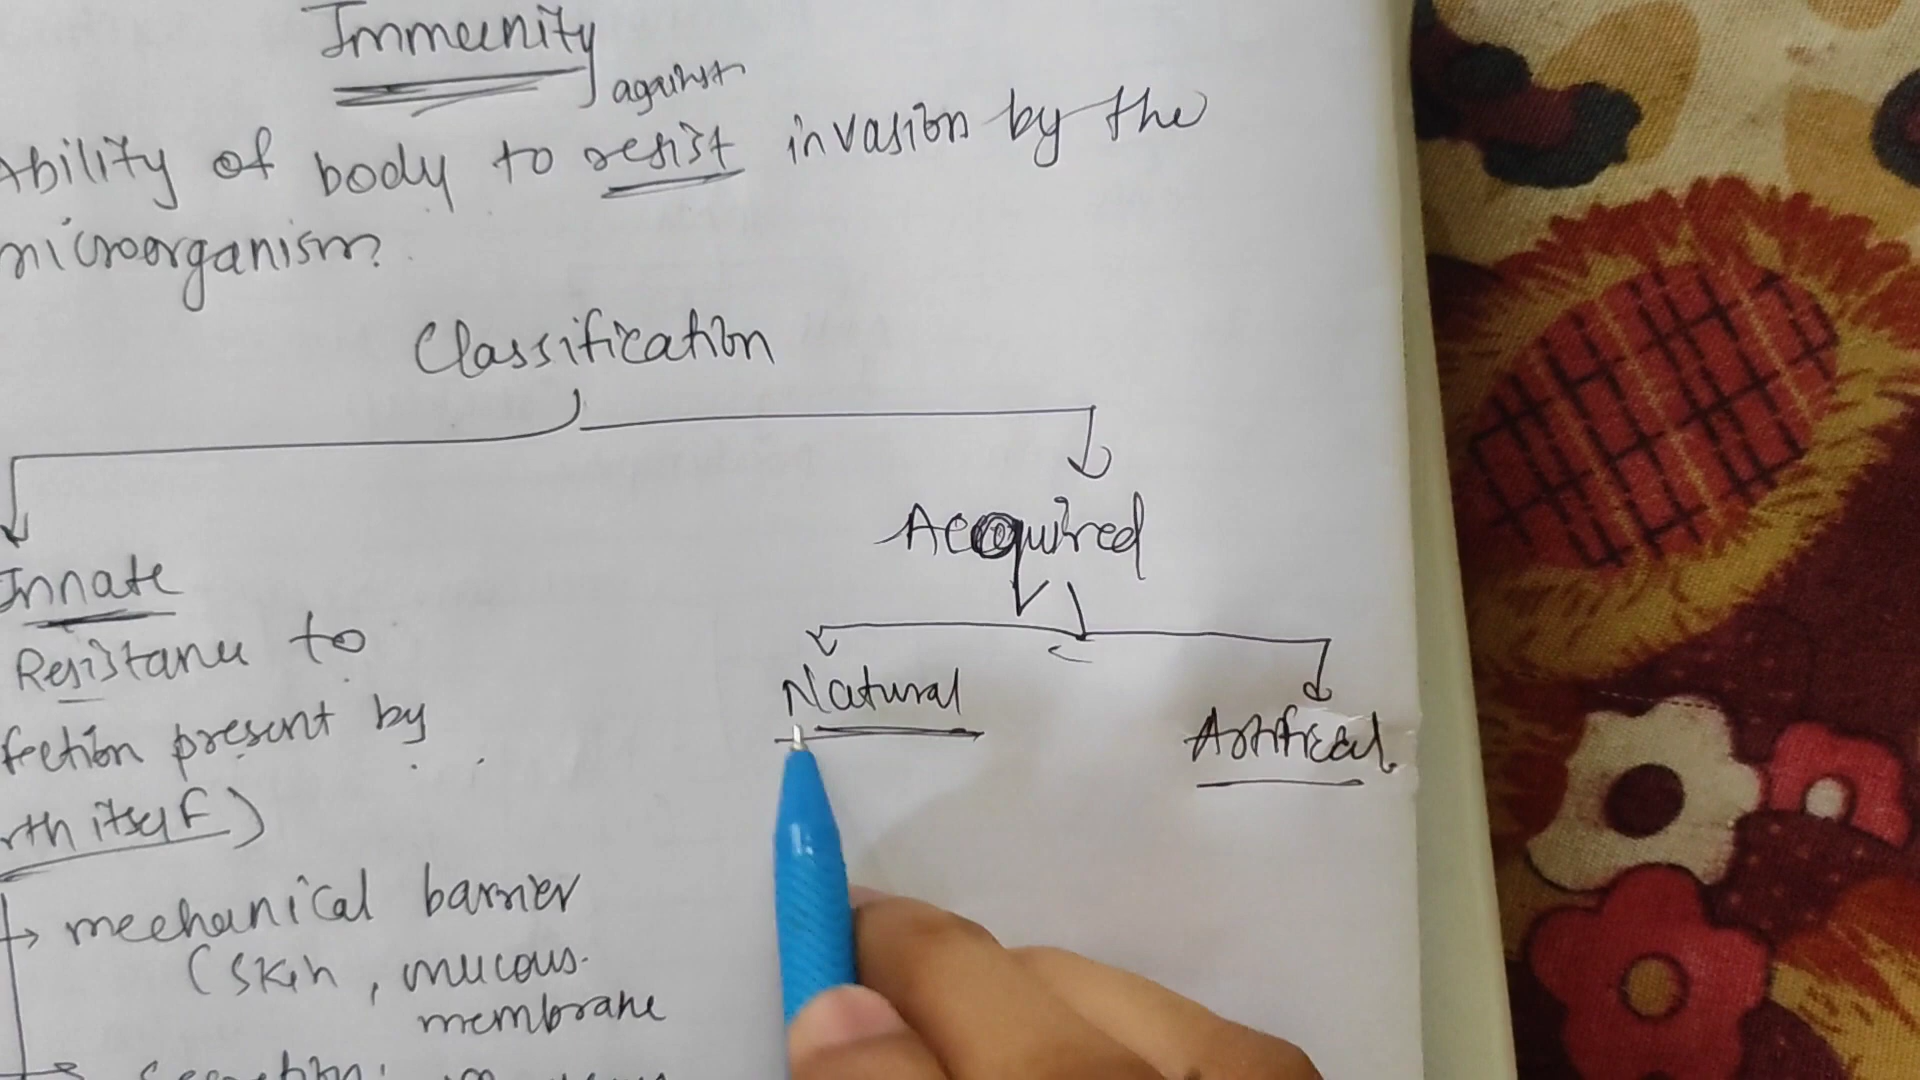 Immunity
against
Ability of body to resist invasion by the
microorganism?
Classification
Acquired
Innate
Resistance to
Natural
fection present by
Artifical
rth itself)
→ mechanical barrier
(skin, mucous.
membrane